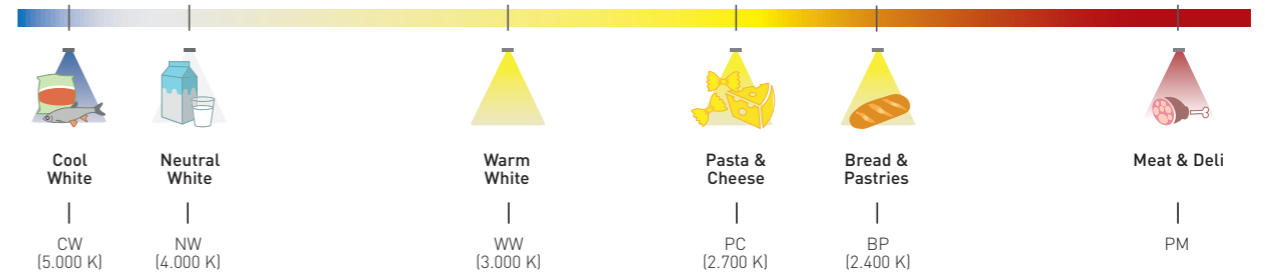 Cool
White
Neutral
White
Warm
White
Pasta &
Cheese
Bread &
Pastries
Meat & Deli
CW
(5.000 K)
NW
(4.000 K)
WW
(3.000 K)
PC
(2.700 K)
BP
(2.400 K)
PM